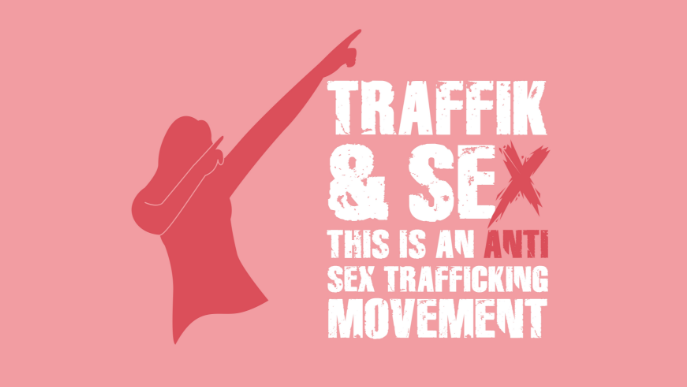 TRAFFIK
& SEX
THIS IS AN ANTI
SEX TRAFFICKING
MOVEMENT